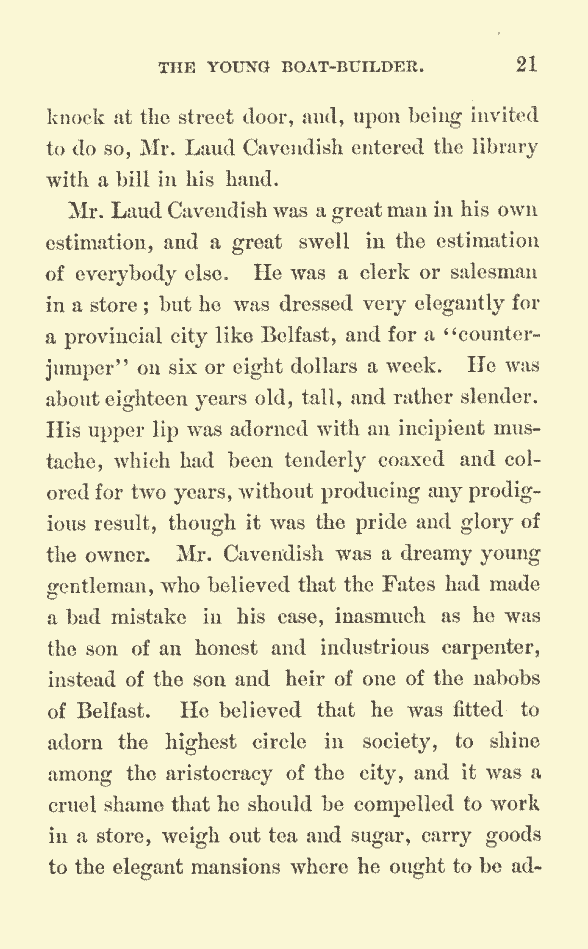 THE YOUNG BOAT-BUILDER. 21
knock at the street door, and, upon being invited
to do so, Mr. Laud Cavendish entered the library
with a bill in his hand.
Mr. Laud Cavendish was a great man in his own
estimation, and a great swell in the estimation
of everybody else. He was a clerk or salesman
in a store; but he was dressed very elegantly for
a provincial city like Belfast, and for a "counter-
jumper" on six or eight dollars a week. He was
about eighteen years old, tall, and rather slender.
His upper lip was adorned with an incipient mus-
tache, which had been tenderly coaxed and col-
ored for two years, without producing any prodig-
ious result, though it was the pride and glory of
the owner. Mr. Cavendish was a dreamy young
gentleman, who believed that the Fates had made
a bad mistake in his case, inasmuch as he was
the son of an honest and industrious carpenter,
instead of the son and heir of one of the nabobs
of Belfast. He believed that he was fitted to
adorn the highest circle in society, to shine
among the aristocracy of the city, and it was a
cruel shame that he should be compelled to work
in a store, weigh out tea and sugar, carry goods
to the elegant mansions where he ought to be ad-